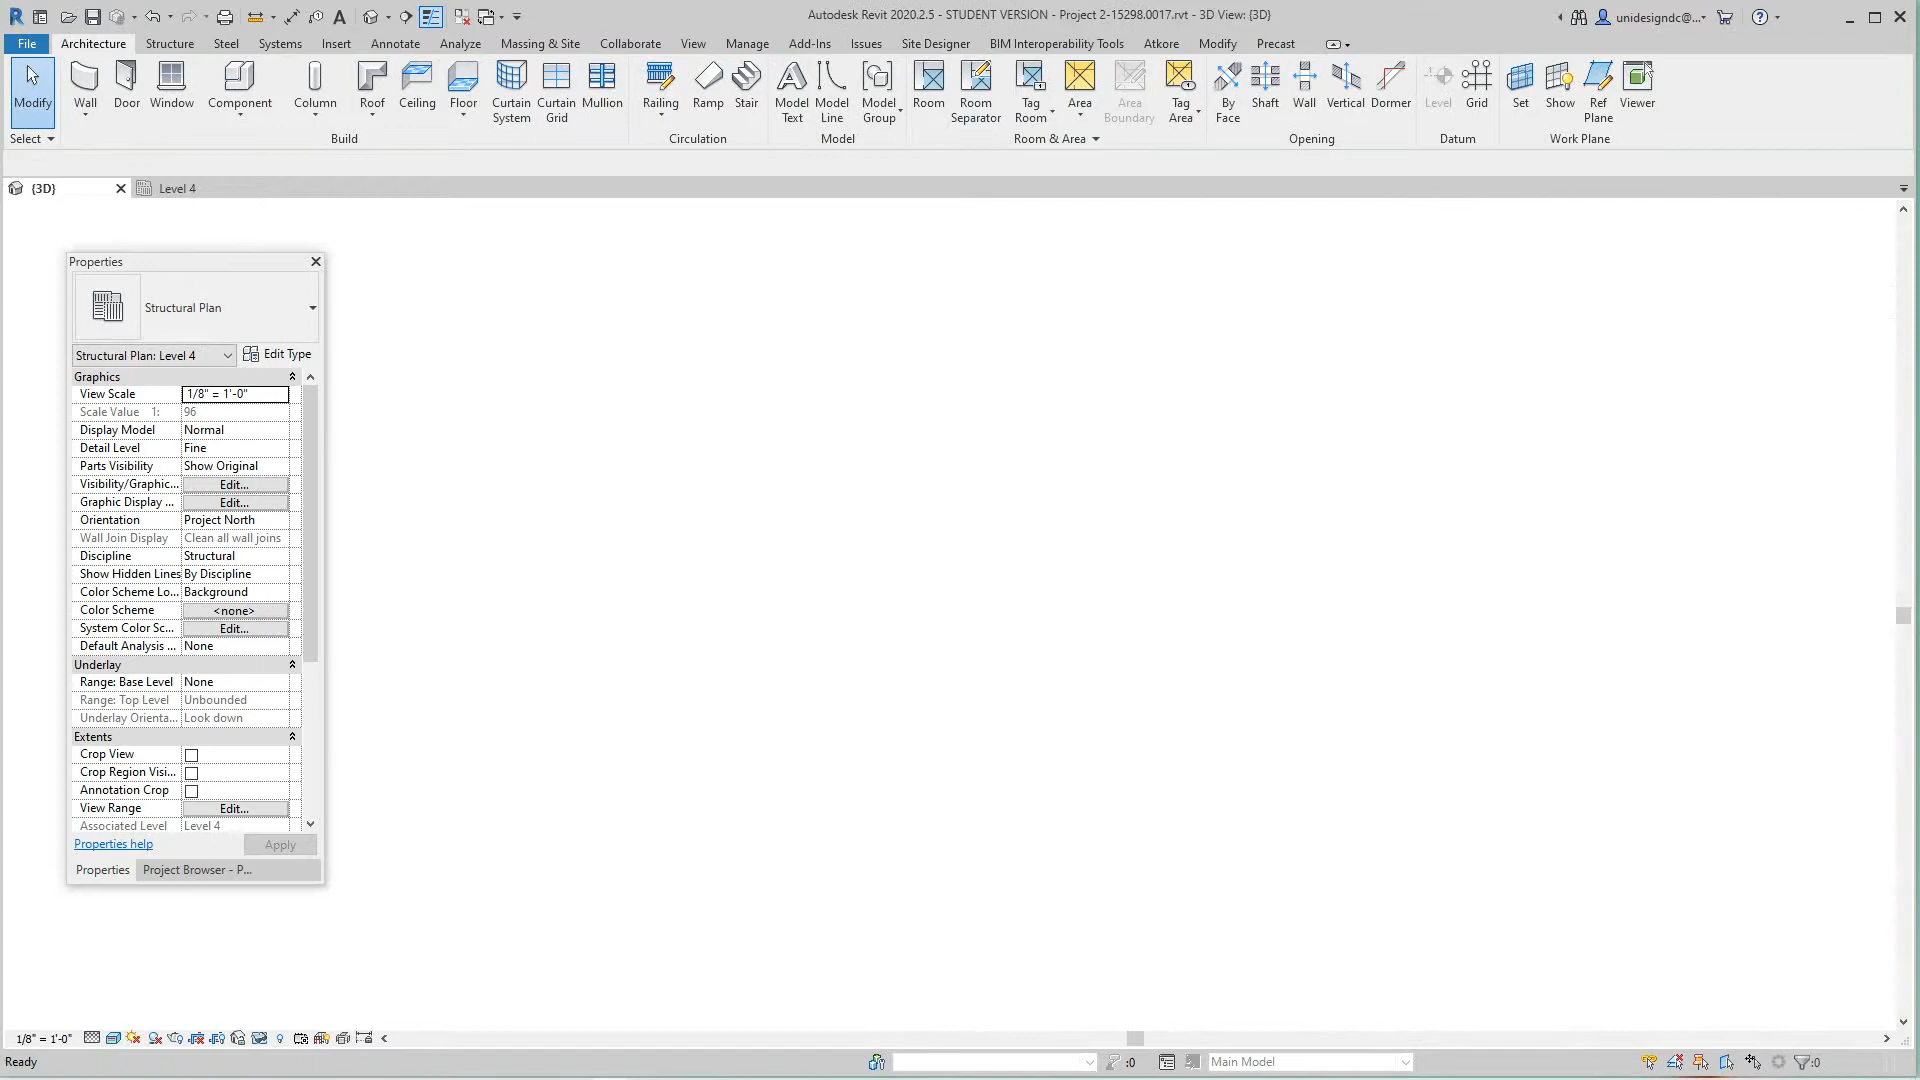 Autodesk Revit 2020.2.5 - STUDENT VERSION - Project 2-15298.0017.rvt - 3D View: {3D}
unidesigndc@...
File Architecture Structure Steel Systems Insert Annotate Analyze Massing & Site Collaborate View Manage Add-Ins Issues Site Designer BIM Interoperability Tools Atkore Modify Precast
Modify Wall Door Window Component Column Roof Ceiling Floor Curtain System Curtain Grid Mullion Railing Ramp Stair Model Text Model Line Model Group Room Room Separator Tag Room Area Area Boundary Tag Area By Face Shaft Wall Vertical Dormer Level Grid Set Show Ref Plane Viewer
Select Build Circulation Model Room & Area Opening Datum Work Plane
{3D} Level 4
Properties
Structural Plan
Structural Plan: Level 4 Edit Type
Graphics
View Scale 1/8" = 1'-0"
Scale Value 1: 96
Display Model Normal
Detail Level Fine
Parts Visibility Show Original
Visibility/Graphic... Edit...
Graphic Display ... Edit...
Orientation Project North
Wall Join Display Clean all wall joins
Discipline Structural
Show Hidden Lines By Discipline
Color Scheme Lo... Background
Color Scheme <none>
System Color Sc... Edit...
Default Analysis ... None
Underlay
Range: Base Level None
Range: Top Level Unbounded
Underlay Orienta... Look down
Extents
Crop View
Crop Region Visi...
Annotation Crop
View Range Edit...
Associated Level Level 4
Properties help Apply
Properties Project Browser - P...
1/8" = 1'-0"
Ready :0 Main Model :0